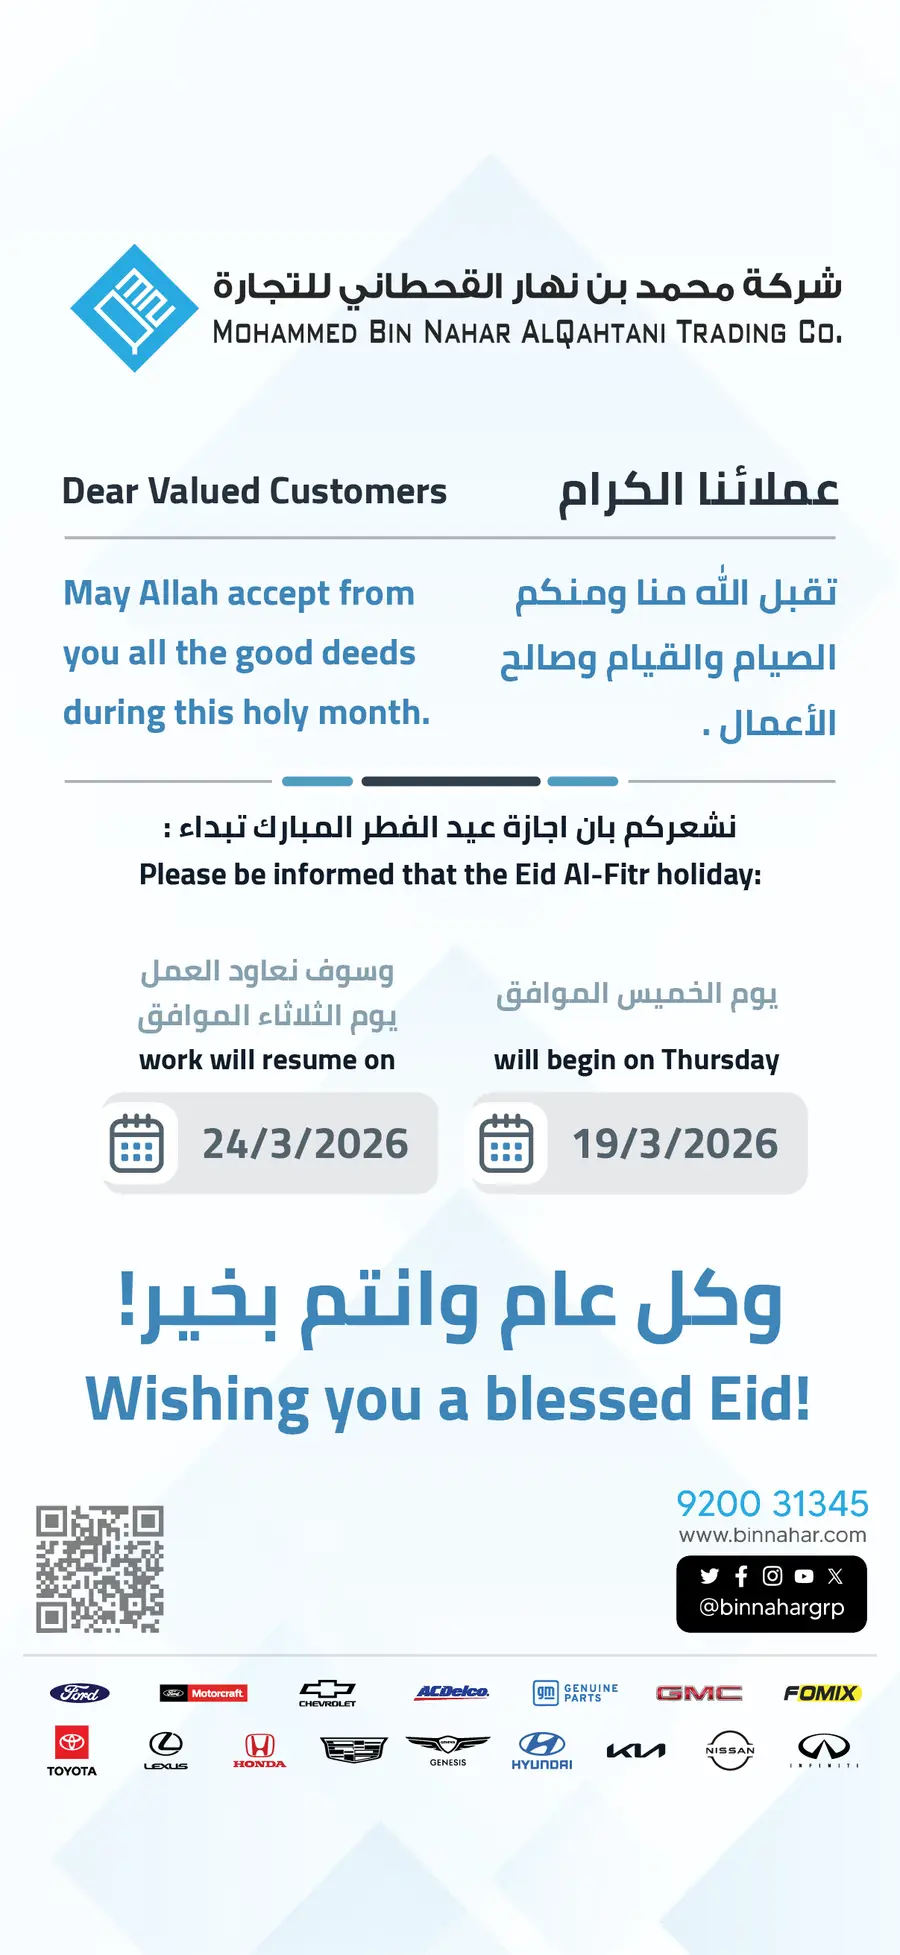 شركة محمد بن نهار القحطاني للتجارة
MOHAMMED BIN NAHAR ALQAHTANI TRADING CO.
Dear Valued Customers
عملائنا الكرام
May Allah accept from
you all the good deeds
during this holy month.
تقبل الله منا ومنكم
الصيام والقيام وصالح
الأعمال .
نشعركم بان اجازة عيد الفطر المبارك تبداء :
Please be informed that the Eid Al-Fitr holiday:
يوم الخميس الموافق
will begin on Thursday
19/3/2026
وسوف نعاود العمل
يوم الثلاثاء الموافق
work will resume on
24/3/2026
وكل عام وانتم بخير!
Wishing you a blessed Eid!
9200 31345
www.binnahar.com
@binnahargrp
Ford
Ford Motorcraft
CHEVROLET
ACDelco.
gm GENUINE
PARTS
GMC
FOMIX
TOYOTA
LEXUS
HONDA
GENESIS
HYUNDAI
KIA
NISSAN
INFINITI